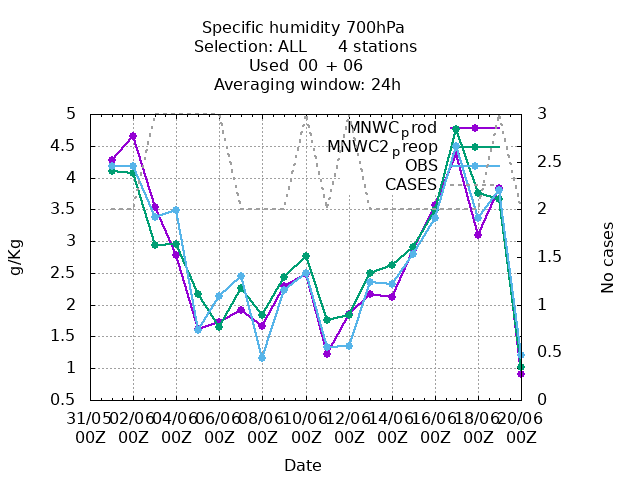 Specific humidity 700hPa
Selection: ALL 4 stations
Used 00 + 06
Averaging window: 24h
MNWCprod
MNWC2preop
OBS
CASES
g/Kg
5
4.5
4
3.5
3
2.5
2
1.5
1
0.5
No cases
3
2.5
2
1.5
1
0.5
0
31/05 02/06 04/06 06/06 08/06 10/06 12/06 14/06 16/06 18/06 20/06
00Z 00Z 00Z 00Z 00Z 00Z 00Z 00Z 00Z 00Z 00Z
Date